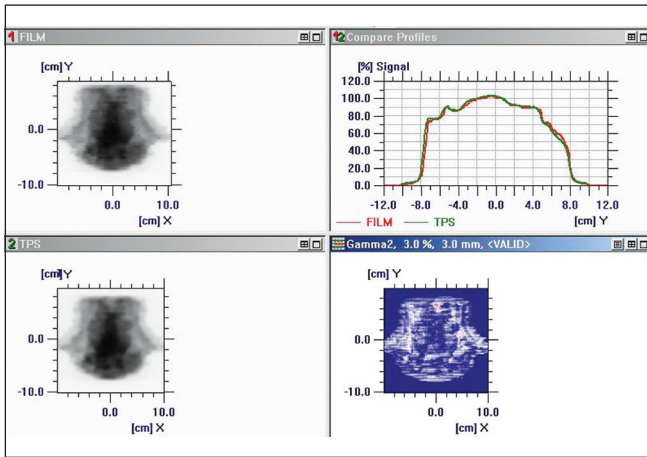 1 FILM
[cm] Y
0.0
-10.0
0.0 10.0
[cm] X
12 Compare Profiles
[%] Signal
120.0
100.0
80.0
60.0
40.0
20.0
0.0
-12.0 -8.0 -4.0 0.0 4.0 8.0 12.0
[cm] Y
FILM TPS
2 TPS
[cm] Y
0.0
-10.0
0.0 10.0
[cm] X
Gamma2, 3.0 %, 3.0 mm, <VALID>
[cm] Y
0.0
-10.0
0.0 10.0
[cm] X